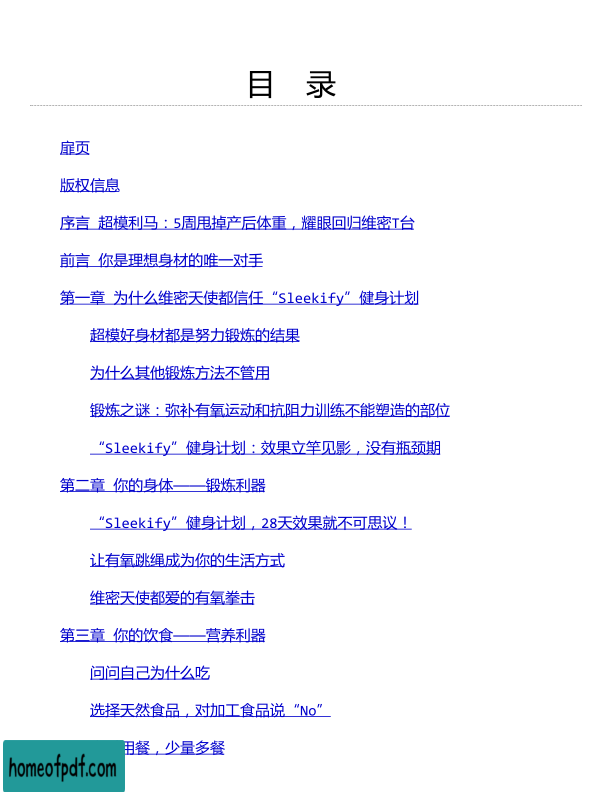 目 录
扉页
版权信息
序言 超模利马：5周甩掉产后体重，耀眼回归维密T台
前言 你是理想身材的唯一对手
第一章 为什么维密天使都信任“Sleekify”健身计划
超模好身材都是努力锻炼的结果
为什么其他锻炼方法不管用
锻炼之谜：弥补有氧运动和抗阻力训练不能塑造的部位
“Sleekify”健身计划：效果立竿见影，没有瓶颈期
第二章 你的身体——锻炼利器
“Sleekify”健身计划，28天效果就不可思议！
让有氧跳绳成为你的生活方式
维密天使都爱的有氧拳击
第三章 你的饮食——营养利器
问问自己为什么吃
选择天然食品，对加工食品说“No”
用餐，少量多餐
homeofpdf.com